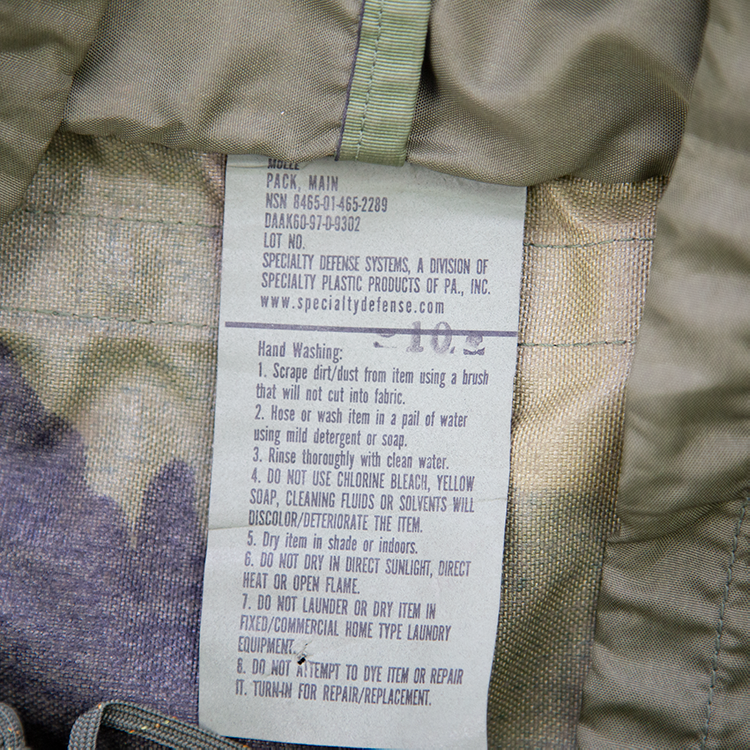 MOLLE
PACK, MAIN
NSN 8465-01-465-2289
DAAK60-97-D-9302
LOT NO.
SPECIALTY DEFENSE SYSTEMS, A DIVISION OF
SPECIALTY PLASTIC PRODUCTS OF PA., INC.
www.specialtydefense.com
10
Hand Washing:
1. Scrape dirt/dust from item using a brush
that will not cut into fabric.
2. Hose or wash item in a pail of water
using mild detergent or soap.
3. Rinse thoroughly with clean water.
4. DO NOT USE CHLORINE BLEACH, YELLOW
SOAP, CLEANING FLUIDS OR SOLVENTS WILL
DISCOLOR/DETERIORATE THE ITEM.
5. Dry item in shade or indoors.
6. DO NOT DRY IN DIRECT SUNLIGHT, DIRECT
HEAT OR OPEN FLAME.
7. DO NOT LAUNDER OR DRY ITEM IN
FIXED/COMMERCIAL HOME TYPE LAUNDRY
EQUIPMENT.
8. DO NOT ATTEMPT TO DYE ITEM OR REPAIR
IT. TURN-IN FOR REPAIR/REPLACEMENT.